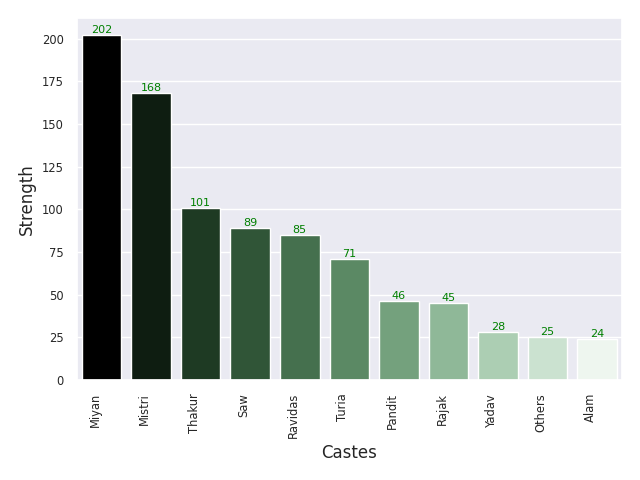 202
168
101
89
85
71
46
45
28
25
24
200
175
150
125
100
75
50
25
0
Strength
Miyan
Mistri
Thakur
Saw
Ravidas
Turia
Pandit
Rajak
Yadav
Others
Alam
Castes